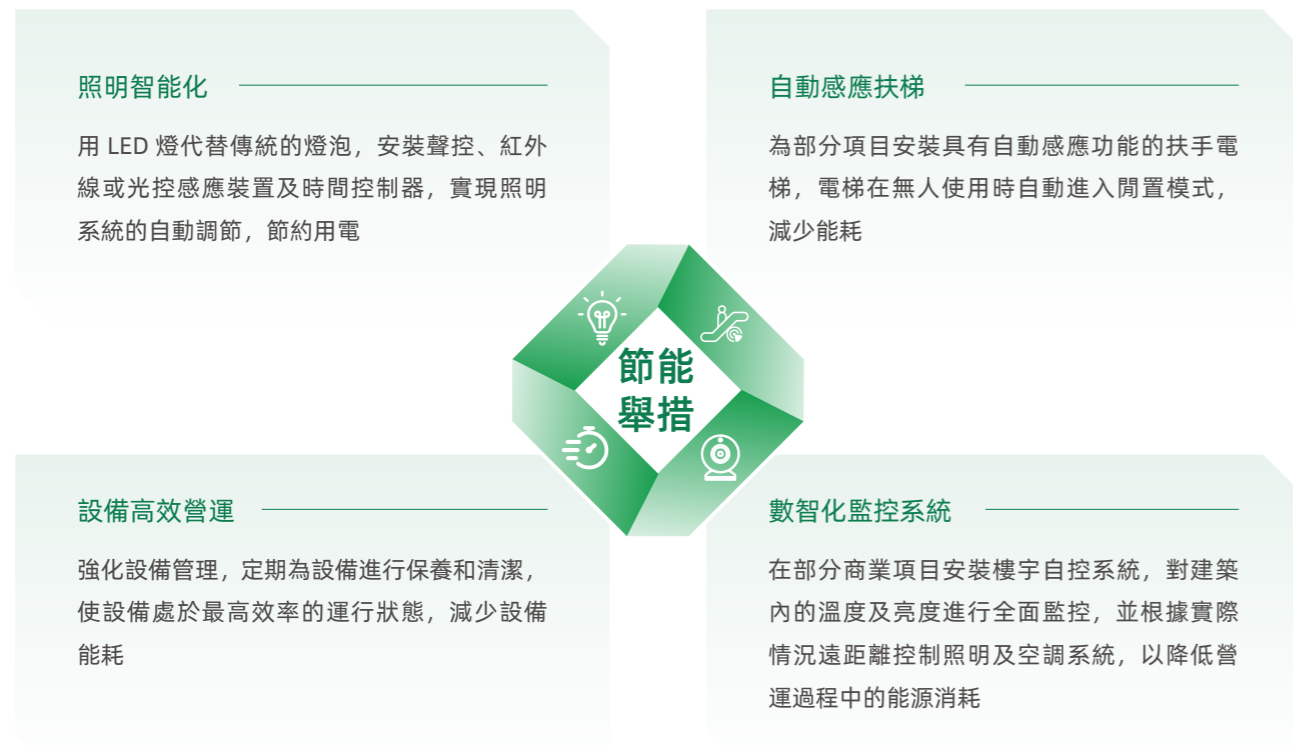 照明智能化
用 LED 燈代替傳統的燈泡，安裝聲控、紅外
線或光控感應裝置及時間控制器，實現照明
系統的自動調節，節約用電
自動感應扶梯
為部分項目安裝具有自動感應功能的扶手電
梯，電梯在無人使用時自動進入閒置模式，
減少能耗
節能
舉措
設備高效營運
強化設備管理，定期為設備進行保養和清潔，
使設備處於最高效率的運行狀態，減少設備
能耗
數智化監控系統
在部分商業項目安裝樓宇自控系統，對建築
內的溫度及亮度進行全面監控，並根據實際
情況遠距離控制照明及空調系統，以降低營
運過程中的能源消耗